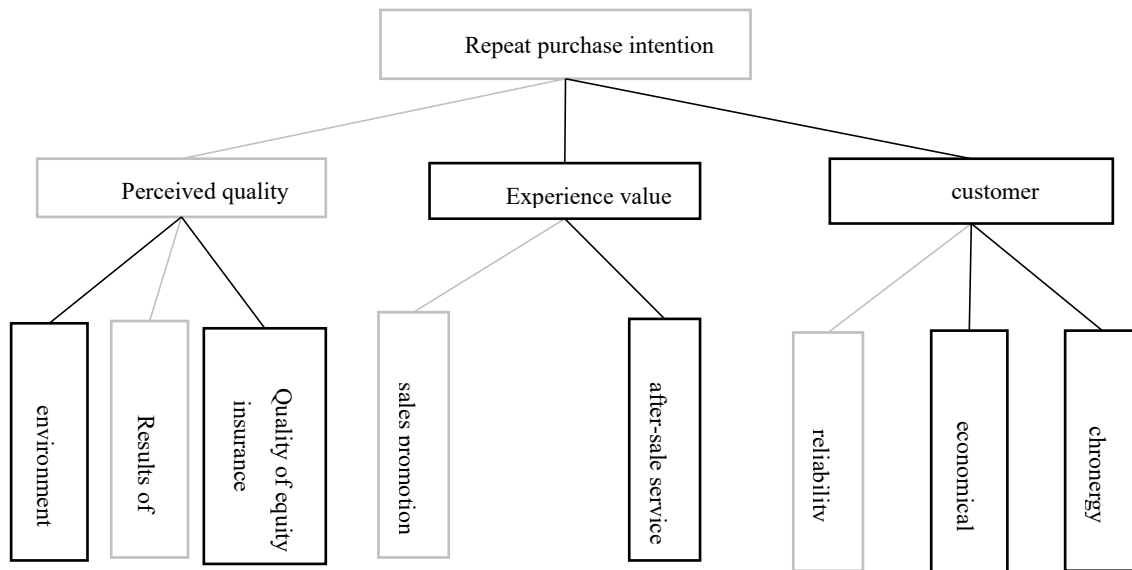 Repeat purchase intention
Perceived quality
Experience value
customer
environment
Results of
Quality of equity
insurance
sales promotion
after-sale service
reliability
economical
chronergy